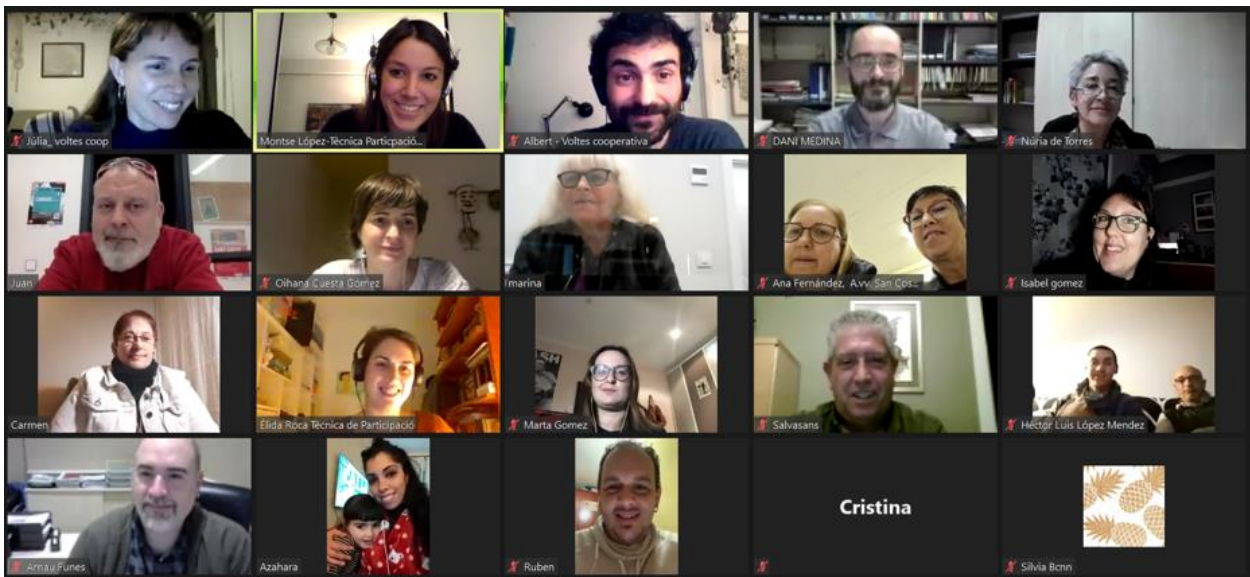 Júlia_ voltes coop
Montse López-Tècnica Particpació...
Albert - Voltes cooperativa
DANI MEDINA
Núria de Torres
Juan
Oihana Cuesta Gómez
marina
Ana Fernández, A.vv. San Cos...
Isabel gomez
Carmen
Èlida Roca Tècnica de Participació
Marta Gomez
Salvasans
Héctor Luis López Mendez
Arnau Funes
Azahara
Ruben
Cristina
Silvia Bcnn